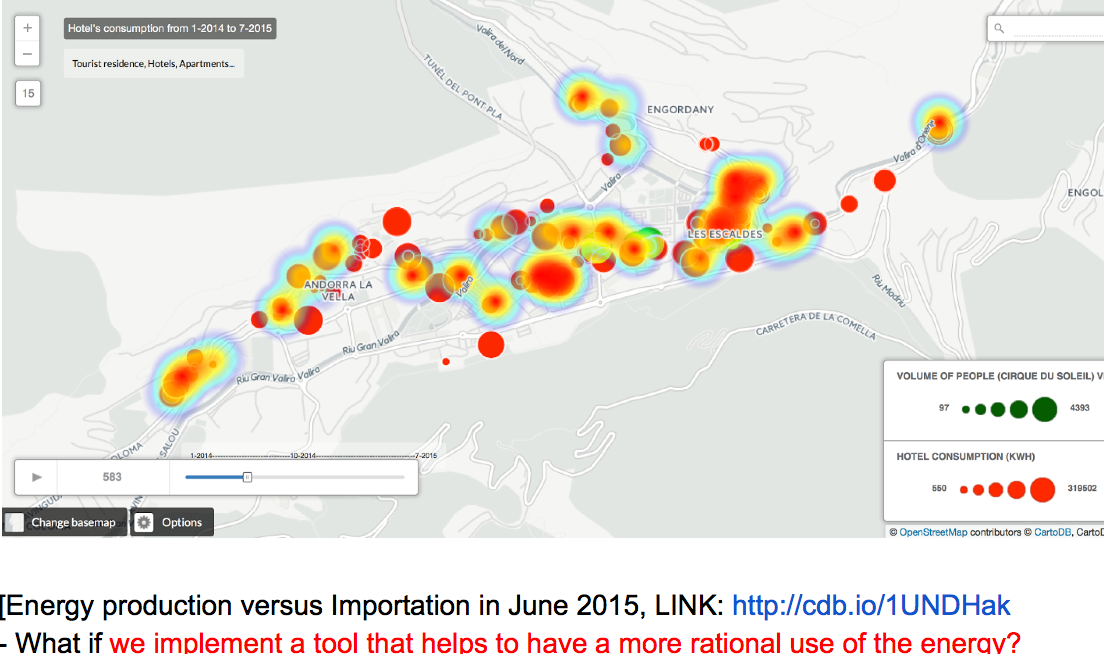 +
Hotel's consumption from 1-2014 to 7-2015
−
Tourist residence, Hotels, Apartments...
15
Valira del Nord
TUNEL DEL PONT PLA
ENGORDANY
Valira d'Orient
Valira
ENGOL
LES ESCALDES
ANDORRA LA
VELLA
Valira
Riu Madriu
CARRETERA DE LA COMELLA
Riu Gran Valira
Riu Gran Valira Valira
VOLUME OF PEOPLE (CIRQUE DU SOLEIL) V
97
4393
HOTEL CONSUMPTION (KWH)
550
319502
OLOMA
SALOU
1-2014
10-2014
7-2015
583
Change basemap
Options
© OpenStreetMap contributors © CartoDB, CartoD
[Energy production versus Importation in June 2015, LINK: http://cdb.io/1UNDHak
- What if we implement a tool that helps to have a more rational use of the energy?